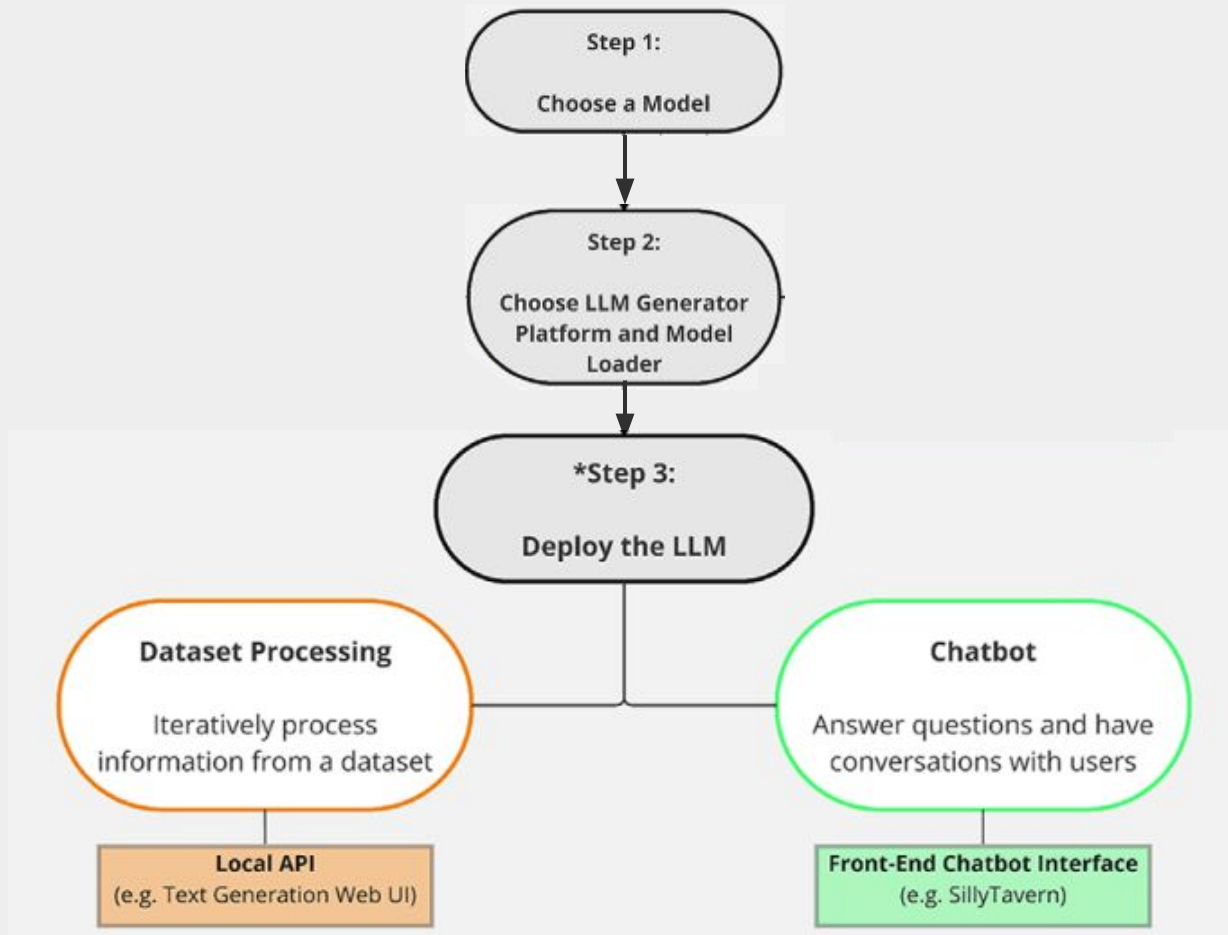 Step 1:
Choose a Model
Step 2:
Choose LLM Generator
Platform and Model
Loader
*Step 3:
Deploy the LLM
Dataset Processing
Iteratively process
information from a dataset
Local API
(e.g. Text Generation Web UI)
Chatbot
Answer questions and have
conversations with users
Front-End Chatbot Interface
(e.g. SillyTavern)